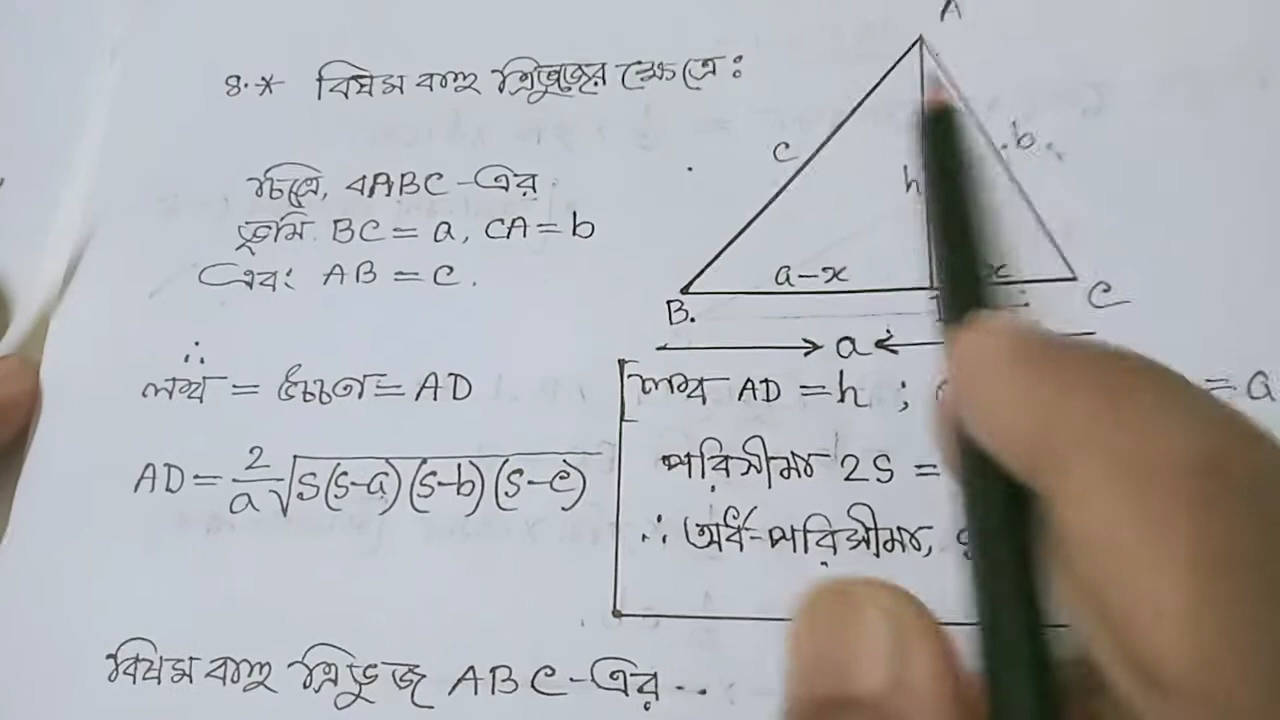 ৪.* বিষম বাহু ত্রিভুজের ক্ষেত্রে:
চিত্রে, ∆ABC-এর
ভূমি BC = a, CA = b
এবং AB = c.
∴
লম্ব = উচ্চতা = AD
AD = 2/a √s(s-a)(s-b)(s-c)
A
c
b
h
a-x
x
B.
C
a
লম্ব AD = h ; = a
পরিসীমা 2s =
∴ অর্ধ-পরিসীমা,
বিষম বাহু ত্রিভুজ ABC-এর..